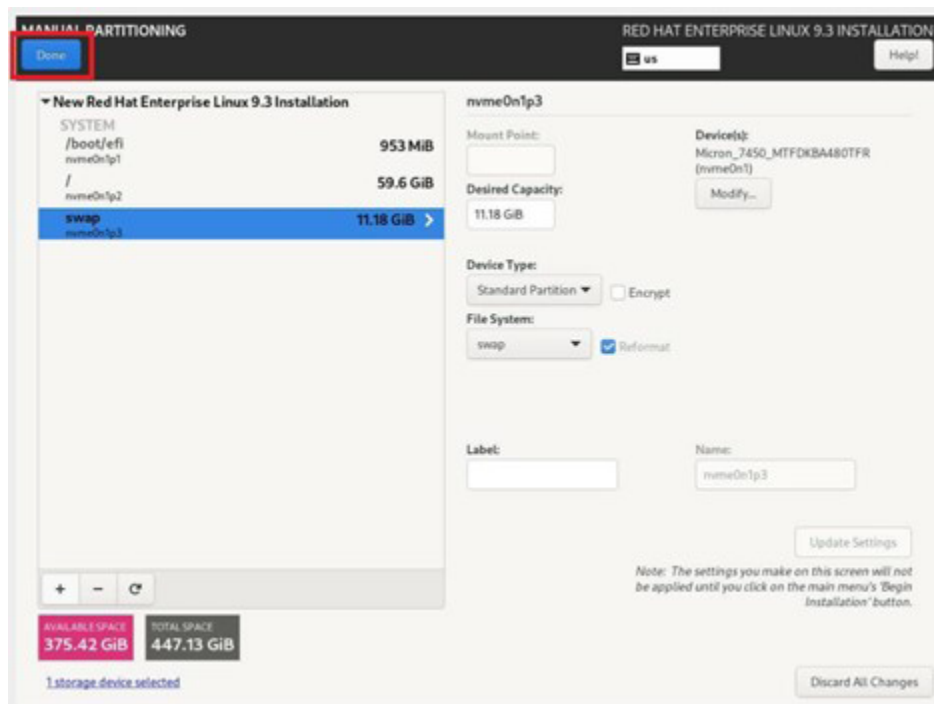 MANUAL PARTITIONING
RED HAT ENTERPRISE LINUX 9.3 INSTALLATION
Done
us
Help!
New Red Hat Enterprise Linux 9.3 Installation
SYSTEM
/boot/efi
953 MiB
nvme0n1p1
/
59.6 GiB
nvme0n1p2
swap
11.18 GiB
nvme0n1p3
nvme0n1p3
Mount Point:
Device(s):
Micron_7450_MTFDKBA480TFR
(nvme0n1)
Modify...
Desired Capacity:
11.18 GiB
Device Type:
Standard Partition
Encrypt
File System:
swap
Reformat
Label:
Name:
nvme0n1p3
Update Settings
Note: The settings you make on this screen will not
be applied until you click on the main menu's 'Begin
Installation' button.
+ -
AVAILABLE SPACE
375.42 GiB
TOTAL SPACE
447.13 GiB
1 storage device selected
Discard All Changes